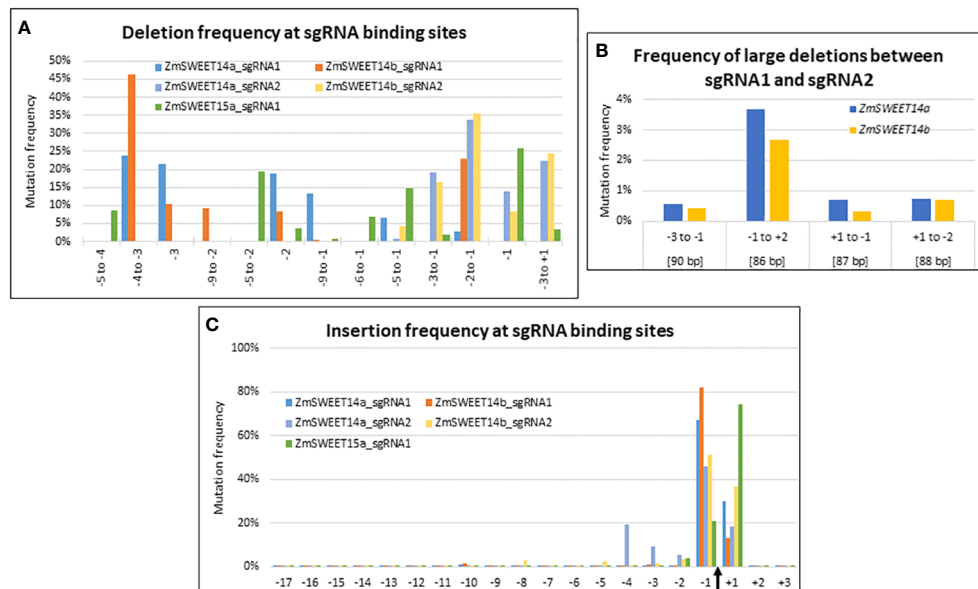 A
Deletion frequency at sgRNA binding sites
ZmSWEET14a_sgRNA1
ZmSWEET14b_sgRNA1
ZmSWEET14a_sgRNA2
ZmSWEET14b_sgRNA2
ZmSWEET15a_sgRNA1
Mutation frequency
50%
45%
40%
35%
30%
25%
20%
15%
10%
5%
0%
-5 to -4
-4 to -3
-3
-9 to -2
-5 to -2
-2
-9 to -1
-6 to -1
-5 to -1
-3 to -1
-2 to -1
-1
-3 to +1
B
Frequency of large deletions between
sgRNA1 and sgRNA2
ZmSWEET14a
ZmSWEET14b
Mutation frequency
4%
3%
2%
1%
0%
-3 to -1
-1 to +2
+1 to -1
+1 to -2
[90 bp]
[86 bp]
[87 bp]
[88 bp]
C
Insertion frequency at sgRNA binding sites
ZmSWEET14a_sgRNA1
ZmSWEET14b_sgRNA1
ZmSWEET14a_sgRNA2
ZmSWEET14b_sgRNA2
ZmSWEET15a_sgRNA1
Mutation frequency
100%
80%
60%
40%
20%
0%
-17 -16 -15 -14 -13 -12 -11 -10 -9 -8 -7 -6 -5 -4 -3 -2 -1 +1 +2 +3